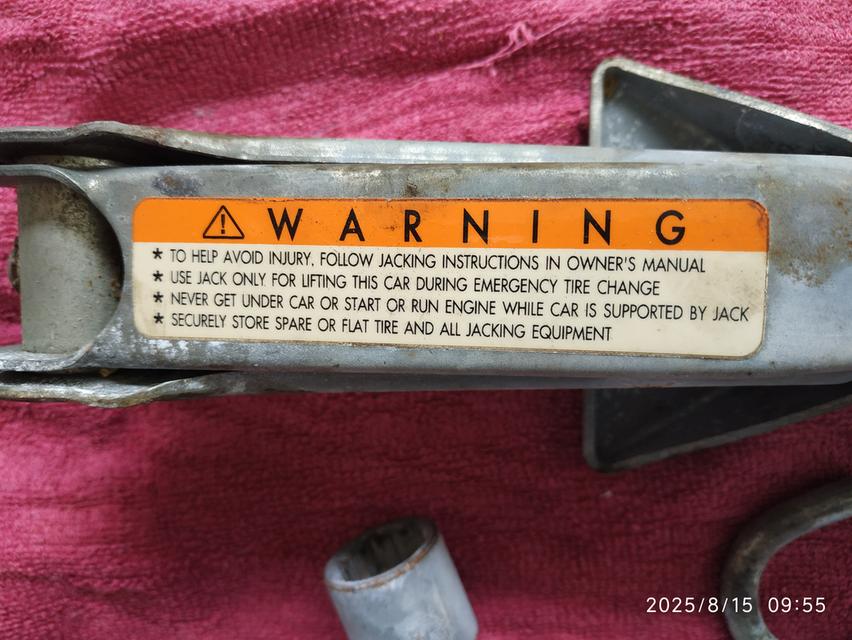 WARNING
* TO HELP AVOID INJURY, FOLLOW JACKING INSTRUCTIONS IN OWNER'S MANUAL
* USE JACK ONLY FOR LIFTING THIS CAR DURING EMERGENCY TIRE CHANGE
* NEVER GET UNDER CAR OR START OR RUN ENGINE WHILE CAR IS SUPPORTED BY JACK
* SECURELY STORE SPARE OR FLAT TIRE AND ALL JACKING EQUIPMENT
2025/8/15 09:55